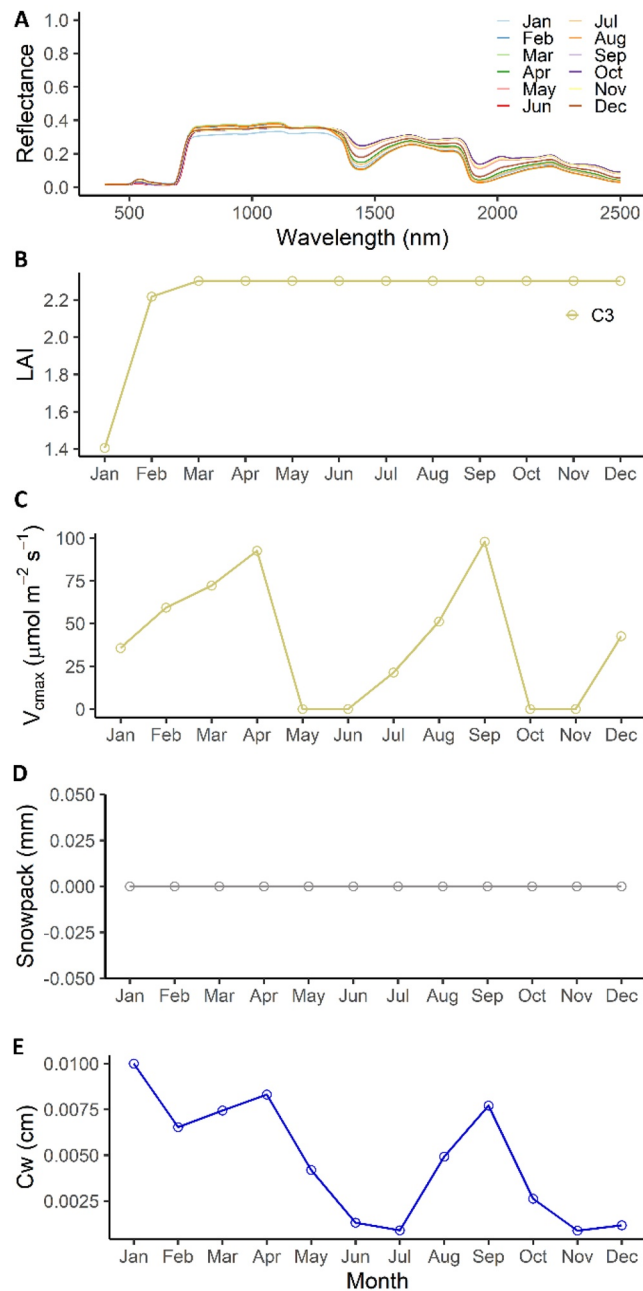 A
1.0
0.8
0.6
0.4
0.2
0.0
Reflectance
Jan Jul
Feb Aug
Mar Sep
Apr Oct
May Nov
Jun Dec
500 1000 1500 2000 2500
Wavelength (nm)
B
2.2
2.0
1.8
1.6
1.4
LAI
C3
Jan Feb Mar Apr May Jun Jul Aug Sep Oct Nov Dec
C
100
75
50
25
0
Vcmax (μmol m−2 s−1)
Jan Feb Mar Apr May Jun Jul Aug Sep Oct Nov Dec
D
0.050
0.025
0.000
-0.025
-0.050
Snowpack (mm)
Jan Feb Mar Apr May Jun Jul Aug Sep Oct Nov Dec
E
0.0100
0.0075
0.0050
0.0025
Cw (cm)
Jan Feb Mar Apr May Jun Jul Aug Sep Oct Nov Dec
Month